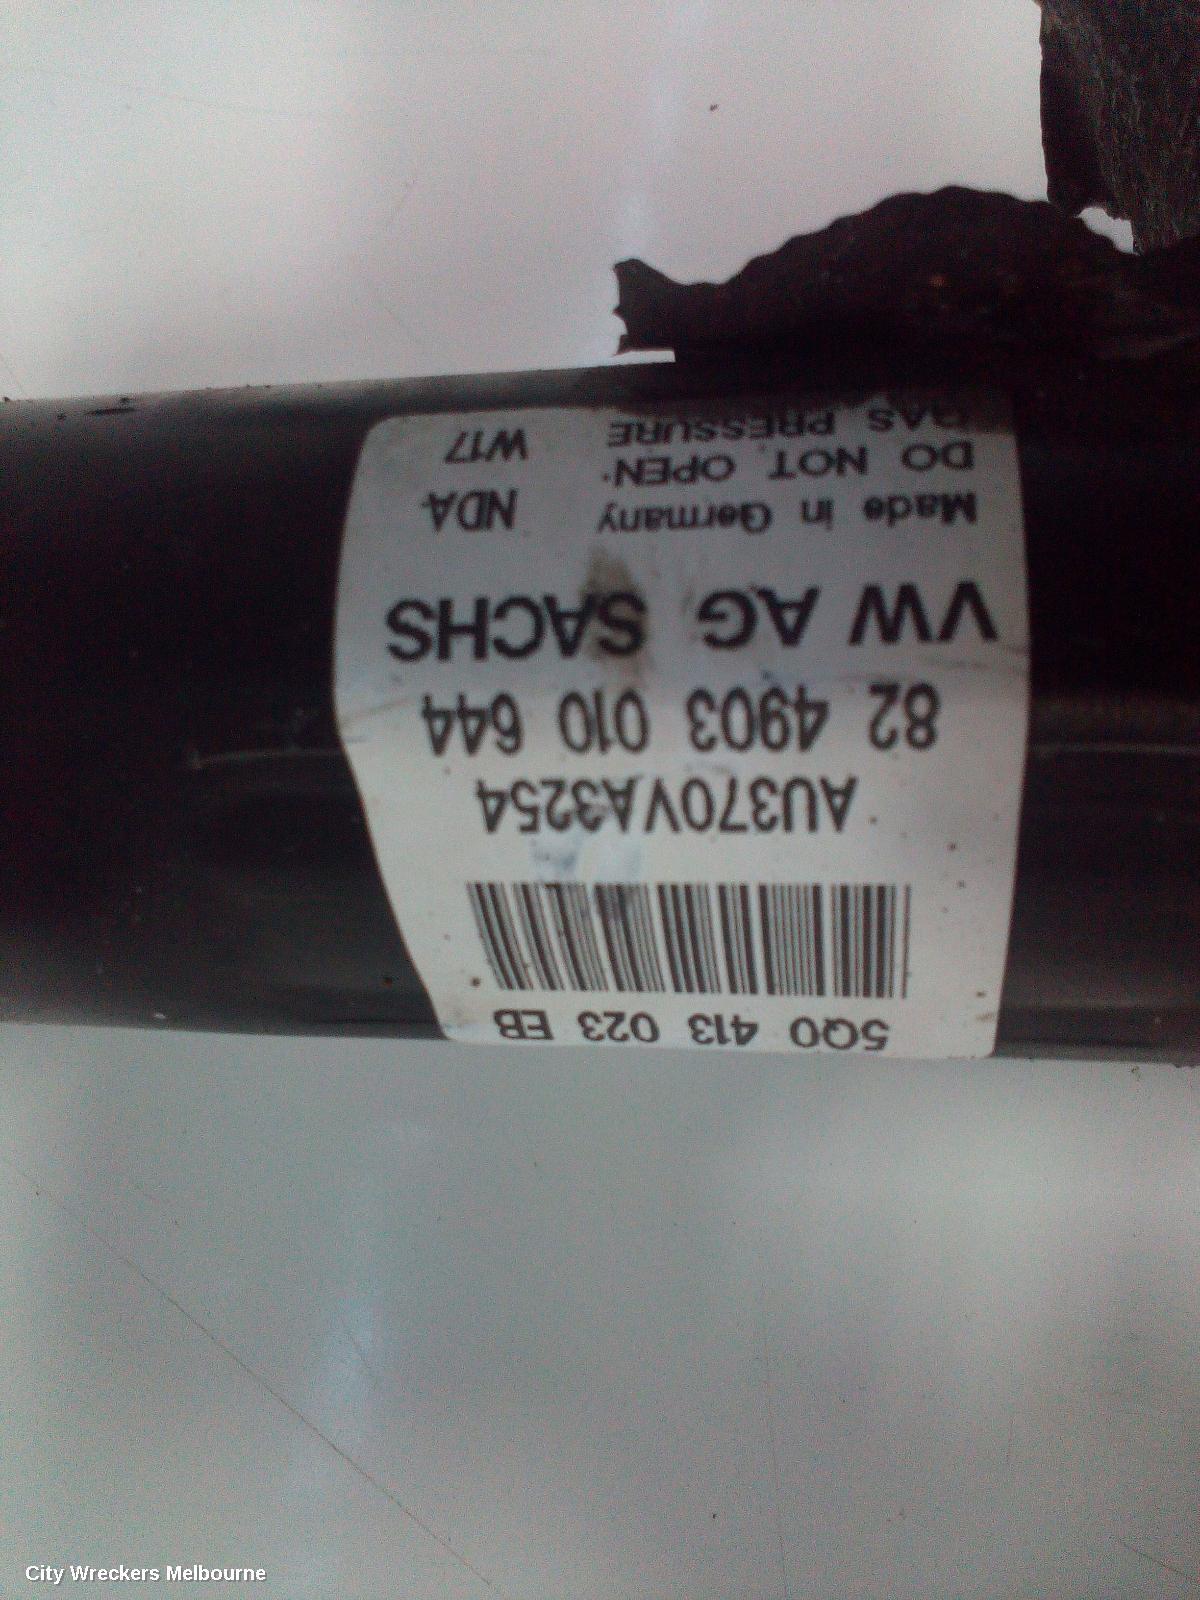 5Q0 413 023 EB
AU370VA3254
82 4903 010 644
VW AG SACHS
Made in Germany NDA
DO NOT OPEN.
GAS PRESSURE W17
City Wreckers Melbourne